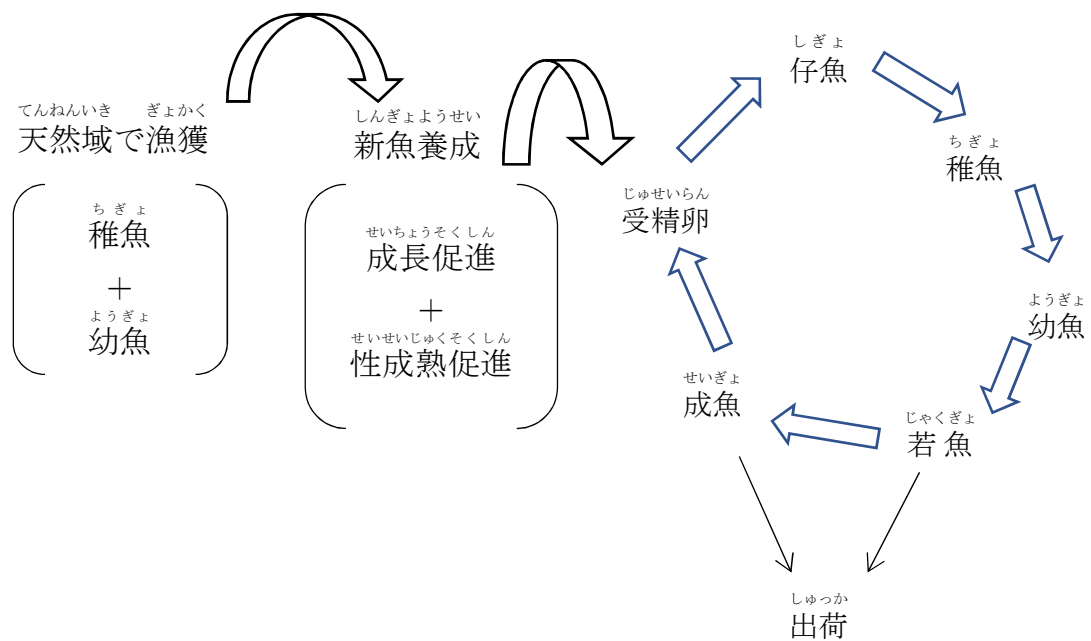 てんねんいき ぎょかく
天然域で漁獲
ちぎょ
稚魚
+
ようぎょ
幼魚
しんぎょようせい
新魚養成
せいちょうそくしん
成長促進
+
せいせいじゅくそくしん
性成熟促進
じゅせいらん
受精卵
しぎょ
仔魚
ちぎょ
稚魚
ようぎょ
幼魚
じゃくぎょ
若魚
せいぎょ
成魚
しゅっか
出荷